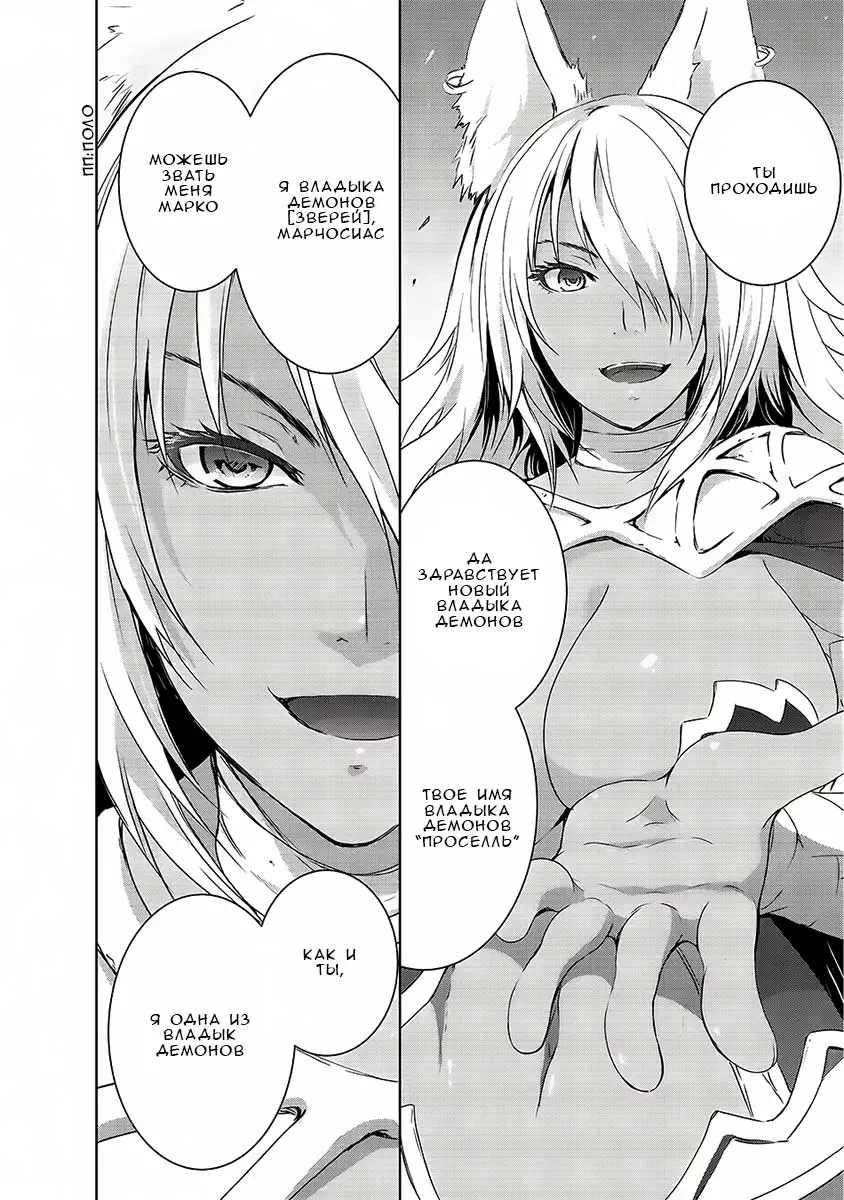 ТЫ
ПРОХОДИШЬ
ДА
ЗДРАВСТВУЕТ
НОВЫЙ
ВЛАДЫКА
ДЕМОНОВ
ТВОЕ ИМЯ
ВЛАДЫКА
ДЕМОНОВ
“ПРОСЕЛЛЬ”
Я ВЛАДЫКА
ДЕМОНОВ
[ЗВЕРЕЙ],
МАРЧОСИАС
МОЖЕШЬ
ЗВАТЬ
МЕНЯ
МАРКО
ПП:ПОЛО
КАК И
ТЫ,
Я ОДНА ИЗ
ВЛАДЫК
ДЕМОНОВ